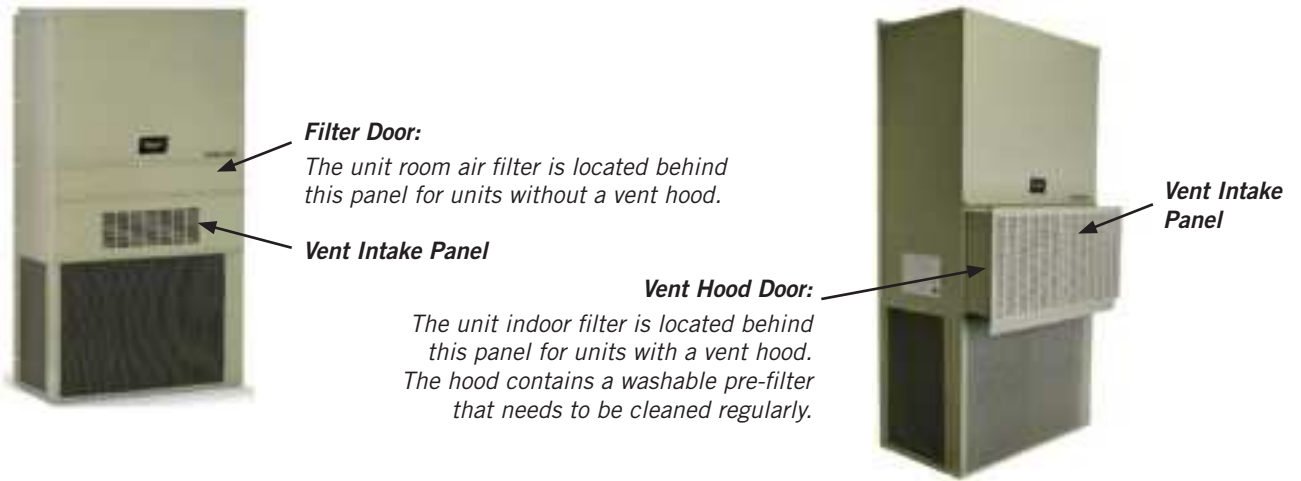 Filter Door:
The unit room air filter is located behind
this panel for units without a vent hood.
Vent Intake Panel
Vent Intake
Panel
Vent Hood Door:
The unit indoor filter is located behind
this panel for units with a vent hood.
The hood contains a washable pre-filter
that needs to be cleaned regularly.